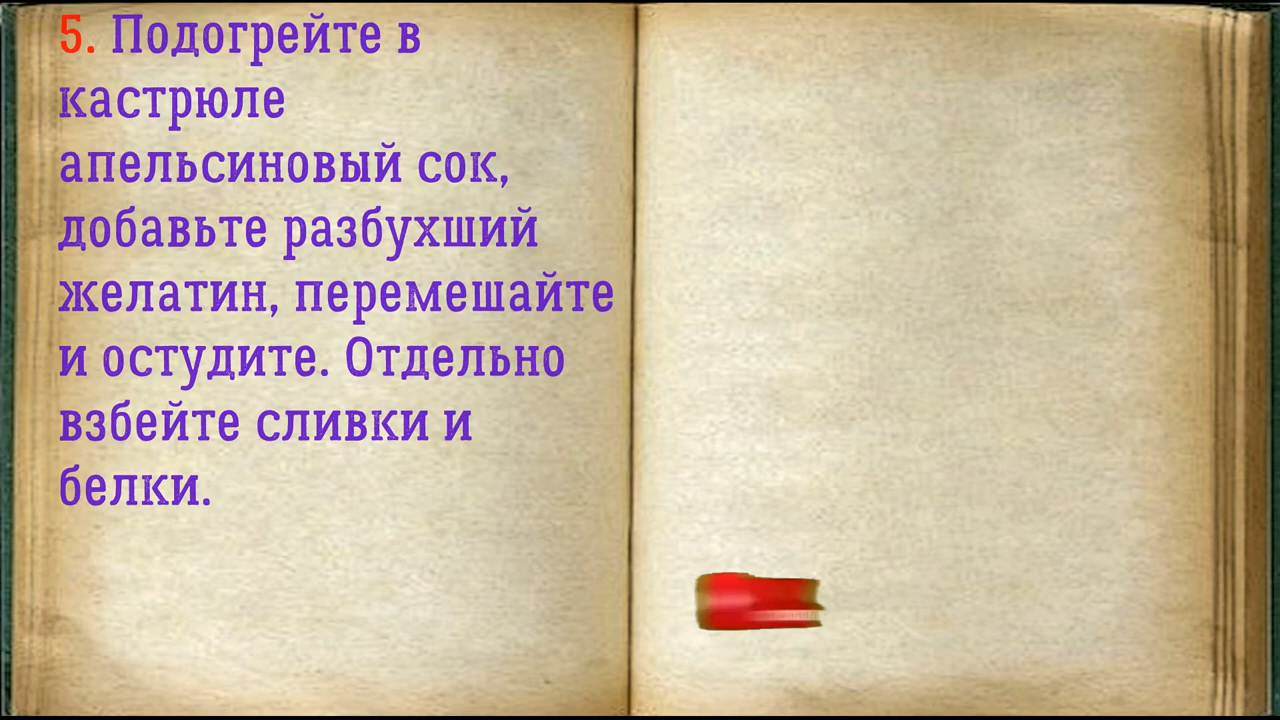 5. Подогрейте в
кастрюле
апельсиновый сок,
добавьте разбухший
желатин, перемешайте
и остудите. Отдельно
взбейте сливки и
белки.